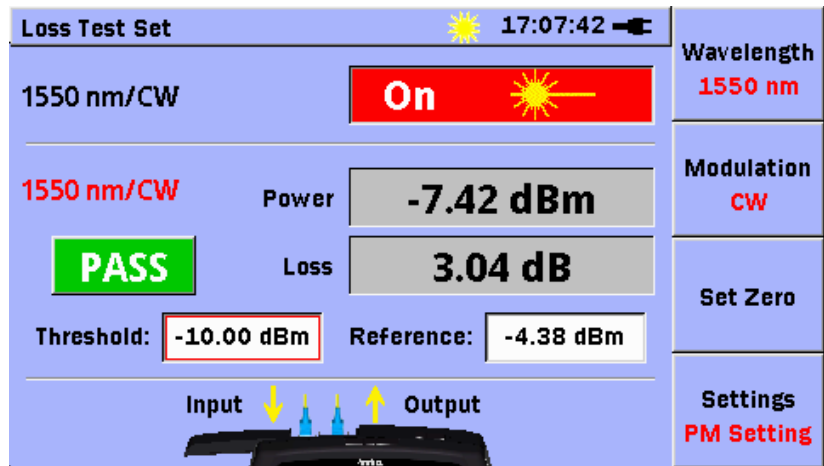 Loss Test Set 17:07:42
1550 nm/CW On
1550 nm/CW Power -7.42 dBm
PASS Loss 3.04 dB
Threshold: -10.00 dBm Reference: -4.38 dBm
Input Output
Wavelength
1550 nm
Modulation
CW
Set Zero
Settings
PM Setting